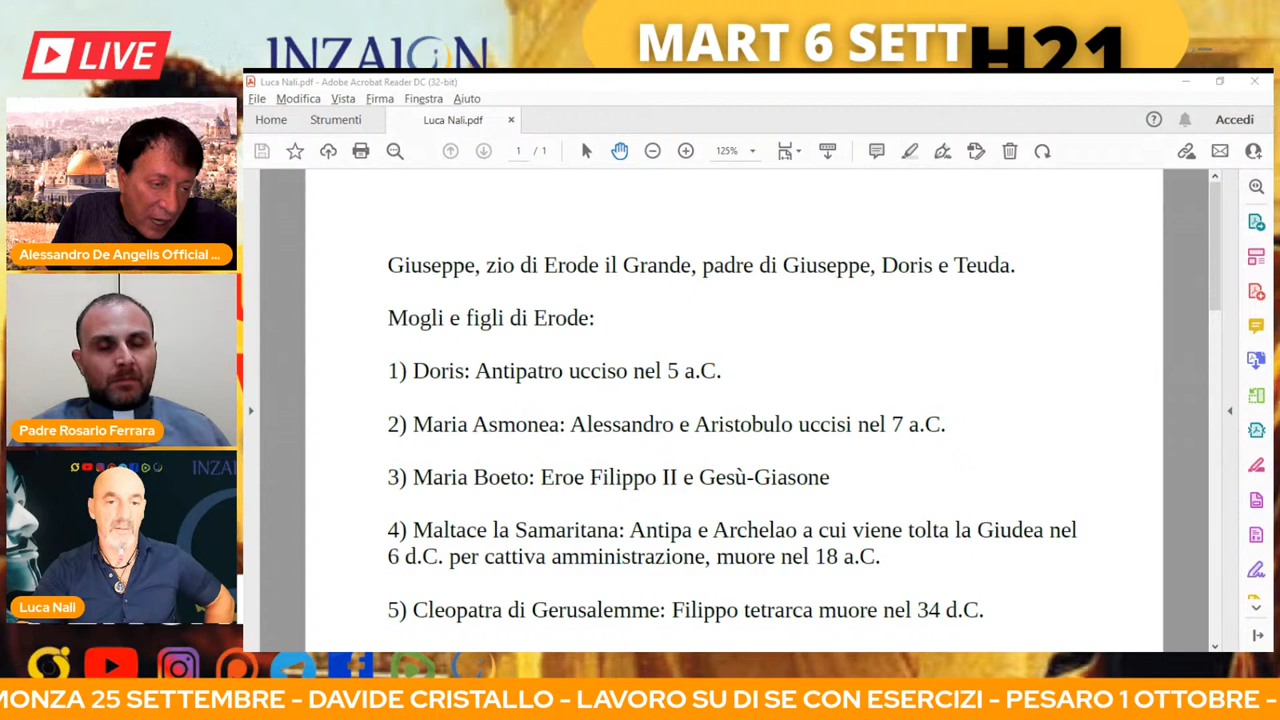 LIVE
INZAION
MART 6 SETT H21
Luca Nali.pdf - Adobe Acrobat Reader DC (32-bit)
File Modifica Vista Firma Finestra Aiuto
Home Strumenti Luca Nali.pdf × Accedi
1 / 1 125%
Alessandro De Angelis Official ...
Padre Rosario Ferrara
INZAI
Luca Nali
Giuseppe, zio di Erode il Grande, padre di Giuseppe, Doris e Teuda.
Mogli e figli di Erode:
1) Doris: Antipatro ucciso nel 5 a.C.
2) Maria Asmonea: Alessandro e Aristobulo uccisi nel 7 a.C.
3) Maria Boeto: Eroe Filippo II e Gesù-Giasone
4) Maltace la Samaritana: Antipa e Archelao a cui viene tolta la Giudea nel
6 d.C. per cattiva amministrazione, muore nel 18 a.C.
5) Cleopatra di Gerusalemme: Filippo tetrarca muore nel 34 d.C.
MONZA 25 SETTEMBRE – DAVIDE CRISTALLO – LAVORO SU DI SE CON ESERCIZI – PESARO 1 OTTOBRE –